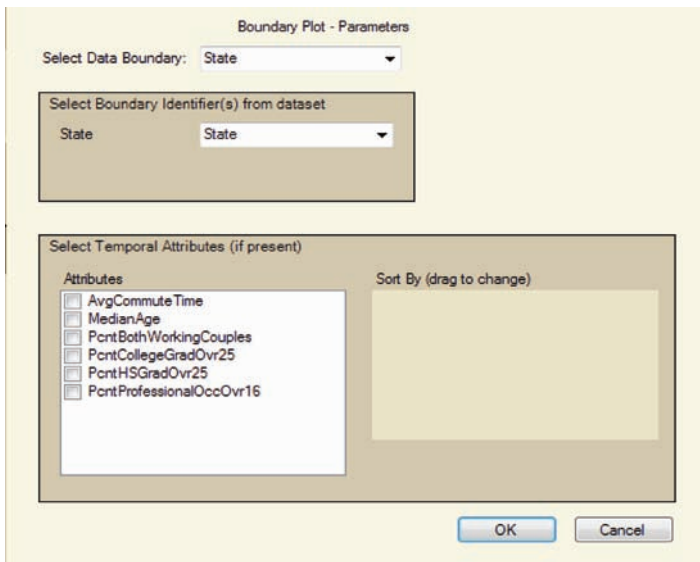 Boundary Plot - Parameters
Select Data Boundary: State
Select Boundary Identifier(s) from dataset
State State
Select Temporal Attributes (if present)
Attributes Sort By (drag to change)
AvgCommuteTime
MedianAge
PcntBothWorkingCouples
PcntCollegeGradOvr25
PcntHSGradOvr25
PcntProfessionalOccOvr16
OK Cancel